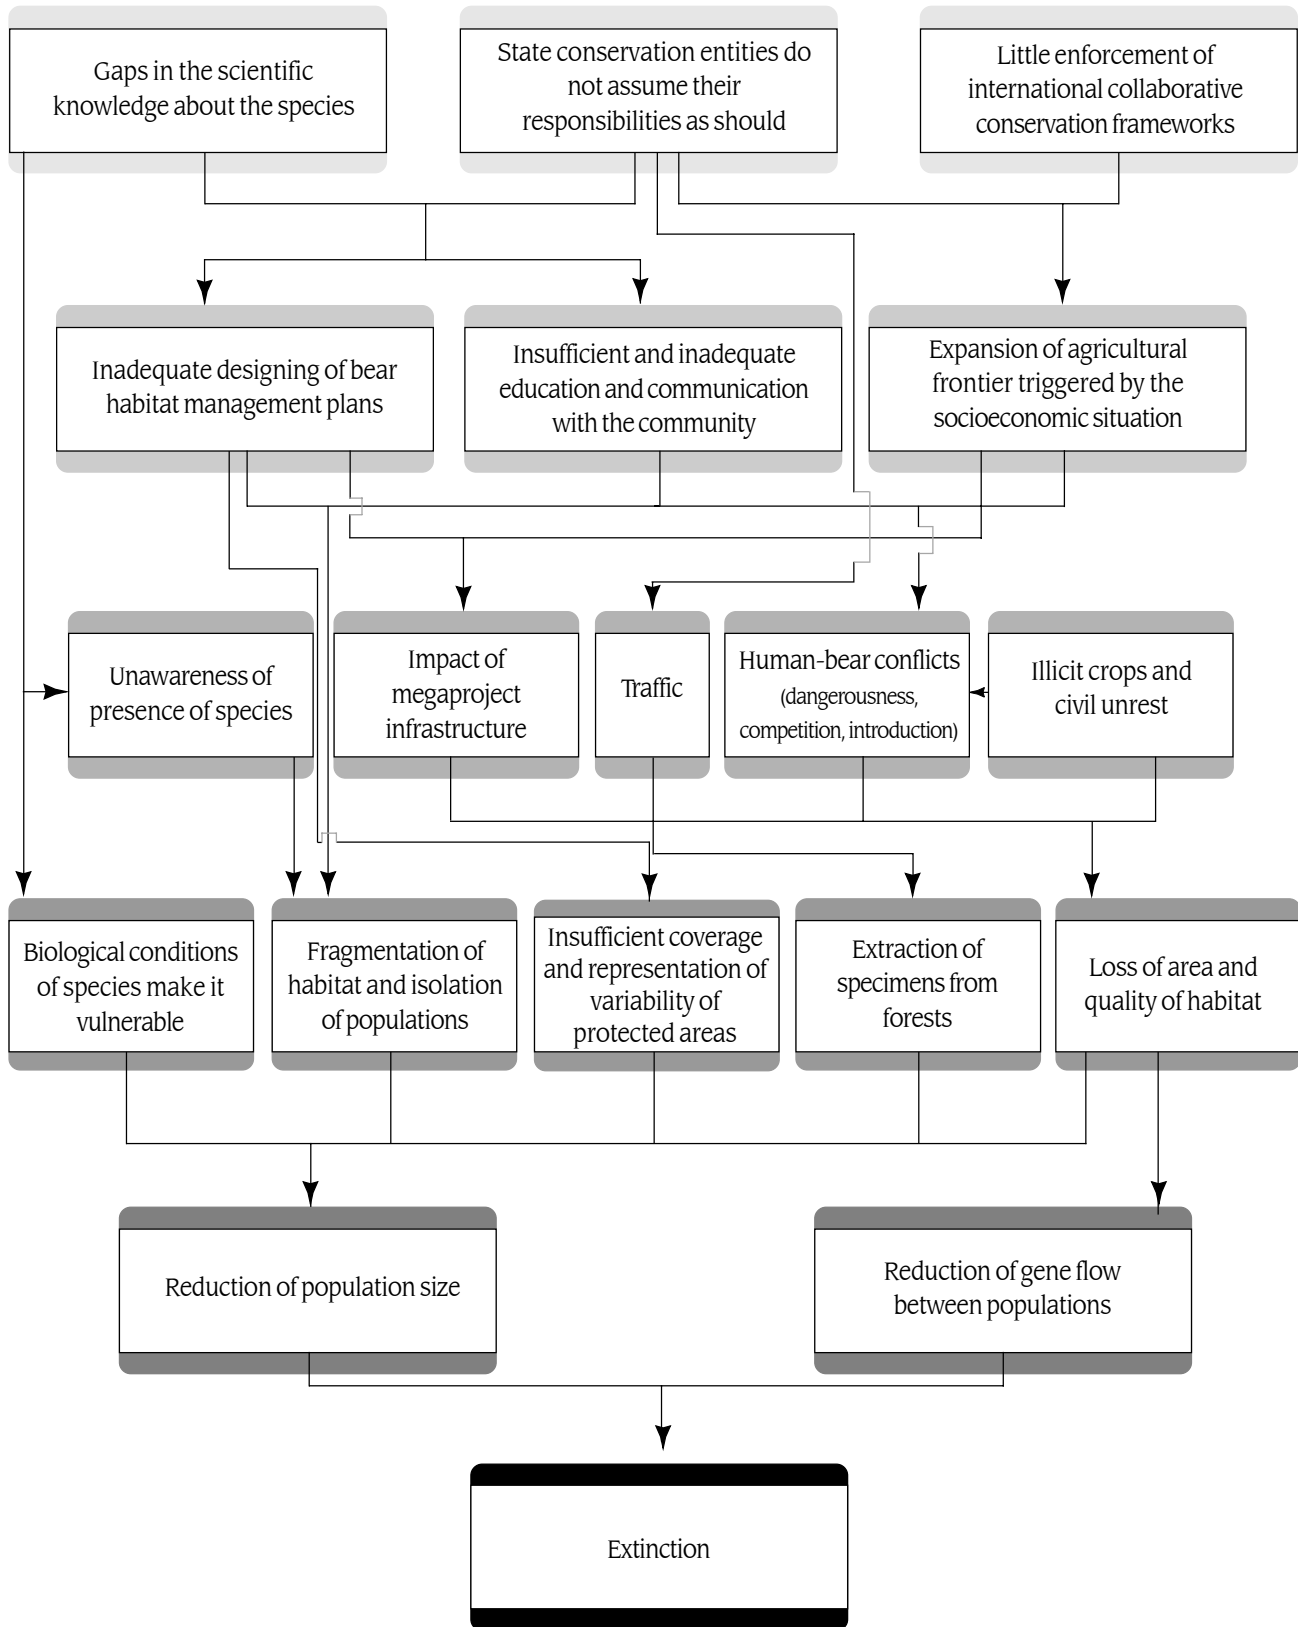 Gaps in the scientific
knowledge about the species
State conservation entities do
not assume their
responsibilities as should
Little enforcement of
international collaborative
conservation frameworks
Inadequate designing of bear
habitat management plans
Insufficient and inadequate
education and communication
with the community
Expansion of agricultural
frontier triggered by the
socioeconomic situation
Unawareness of
presence of species
Impact of
megaproject
infrastructure
Traffic
Human-bear conflicts
(dangerousness,
competition, introduction)
Illicit crops and
civil unrest
Biological conditions
of species make it
vulnerable
Fragmentation of
habitat and isolation
of populations
Insufficient coverage
and representation of
variability of
protected areas
Extraction of
specimens from
forests
Loss of area and
quality of habitat
Reduction of population size
Reduction of gene flow
between populations
Extinction